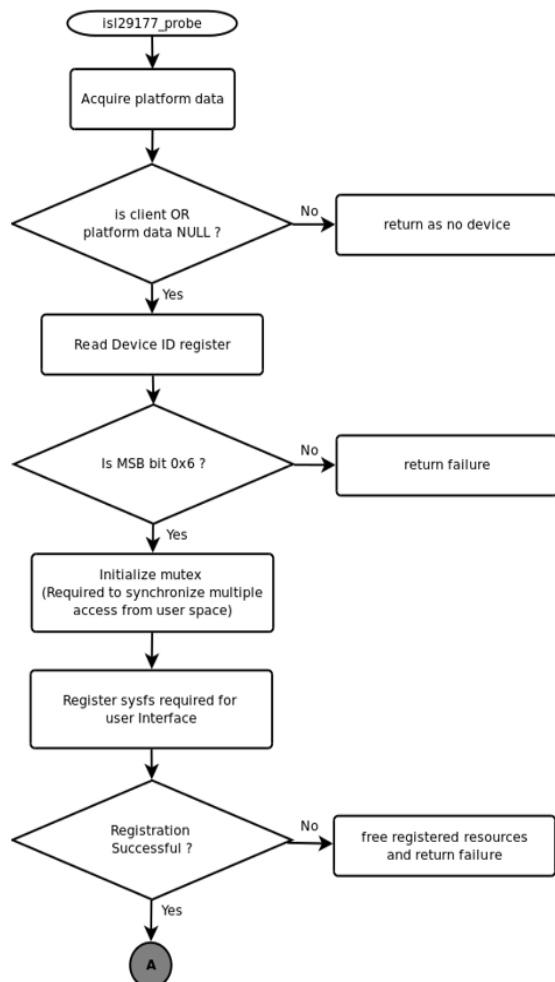 isl29177_probe
Acquire platform data
is client OR
platform data NULL ?
No
return as no device
Yes
Read Device ID register
Is MSB bit 0x6 ?
No
return failure
Yes
Initialize mutex
(Required to synchronize multiple
access from user space)
Register sysfs required for
user Interface
Registration
Successful ?
No
free registered resources
and return failure
Yes
A